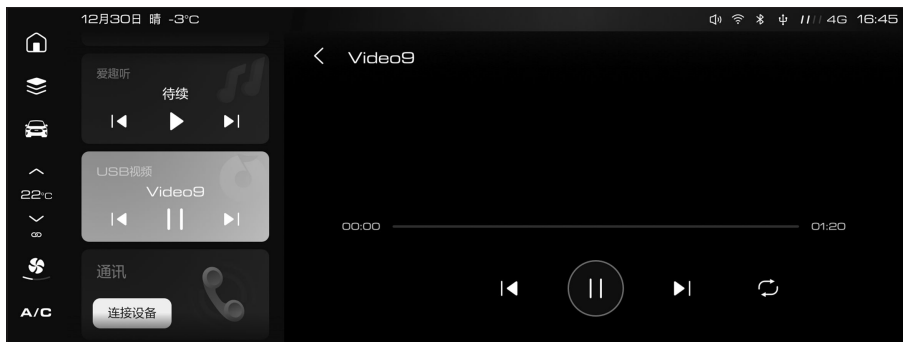 12月30日 晴 -3°C
4G 16:45
爱趣听
待续
USB视频
Video9
22°C
通讯
连接设备
A/C
Video9
00:00
01:20